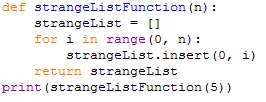 def strangeListFunction(n):
    strangeList = []
    for i in range(0, n):
        strangeList.insert(0, i)
    return strangeList
print(strangeListFunction(5))